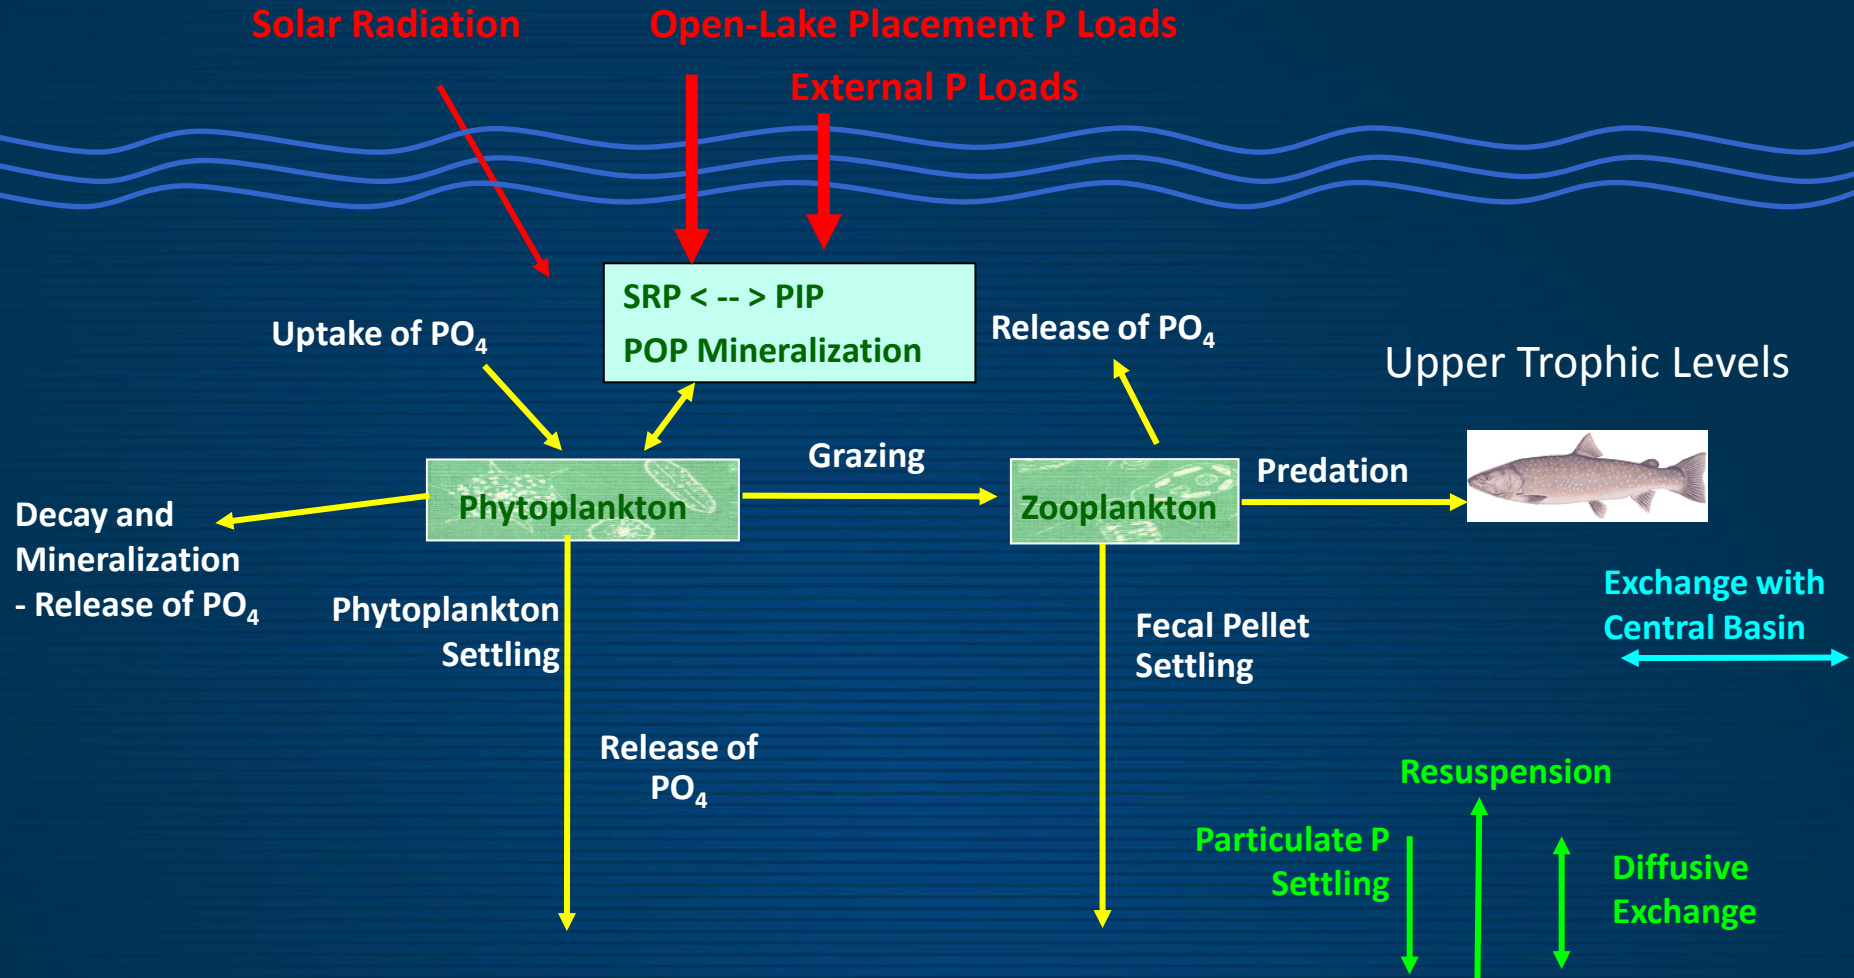 Solar Radiation
Open-Lake Placement P Loads
External P Loads
SRP < -- > PIP
POP Mineralization
Uptake of PO₄
Release of PO₄
Upper Trophic Levels
Grazing
Predation
Phytoplankton
Zooplankton
Decay and
Mineralization
- Release of PO₄
Phytoplankton
Settling
Fecal Pellet
Settling
Exchange with
Central Basin
Release of
PO₄
Resuspension
Particulate P
Settling
Diffusive
Exchange